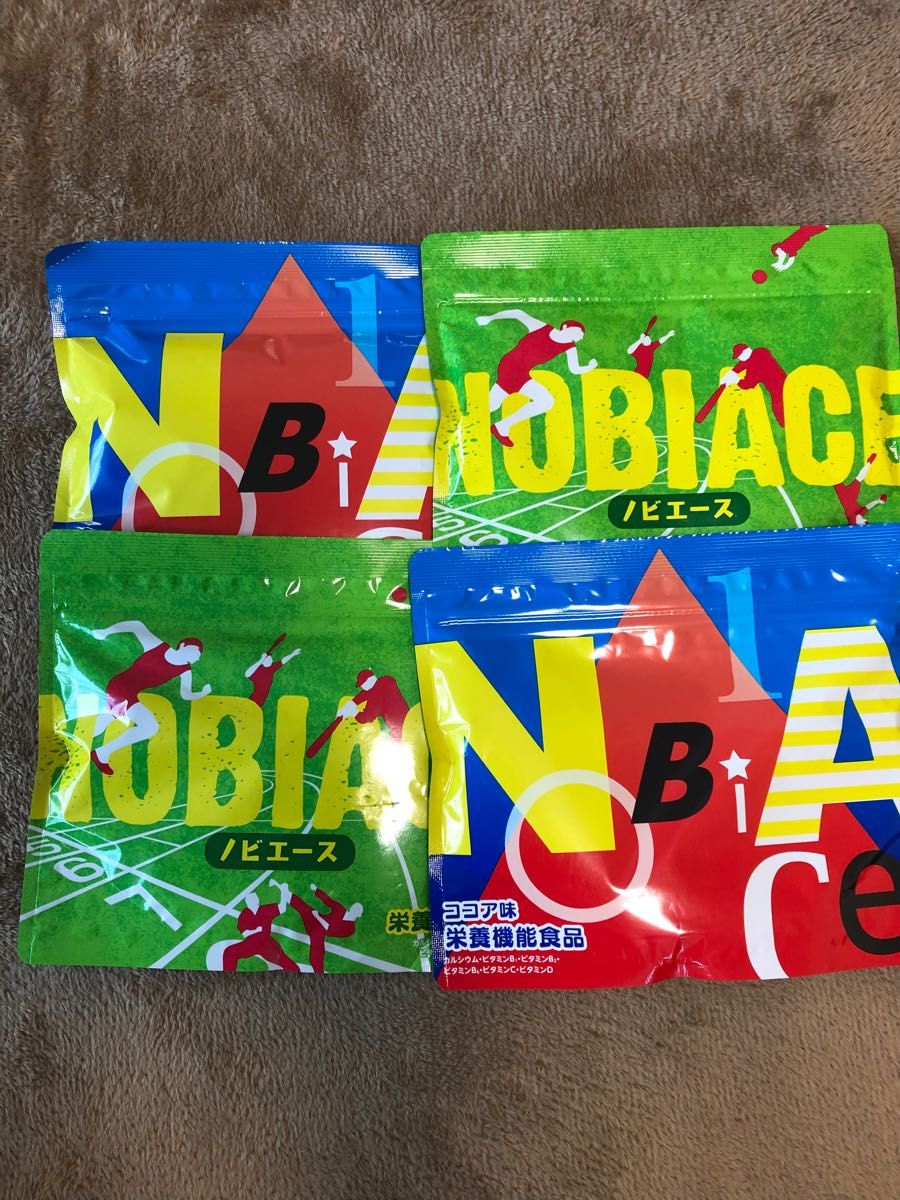 NBi
1
NOBIACE
ノビエース
NOBIAC
ノビエース
栄養
NBiA
1
ce
ココア味
栄養機能食品
カルシウム・ビタミンB₁・ビタミンB₂・
ビタミンB₆・ビタミンC・ビタミンD